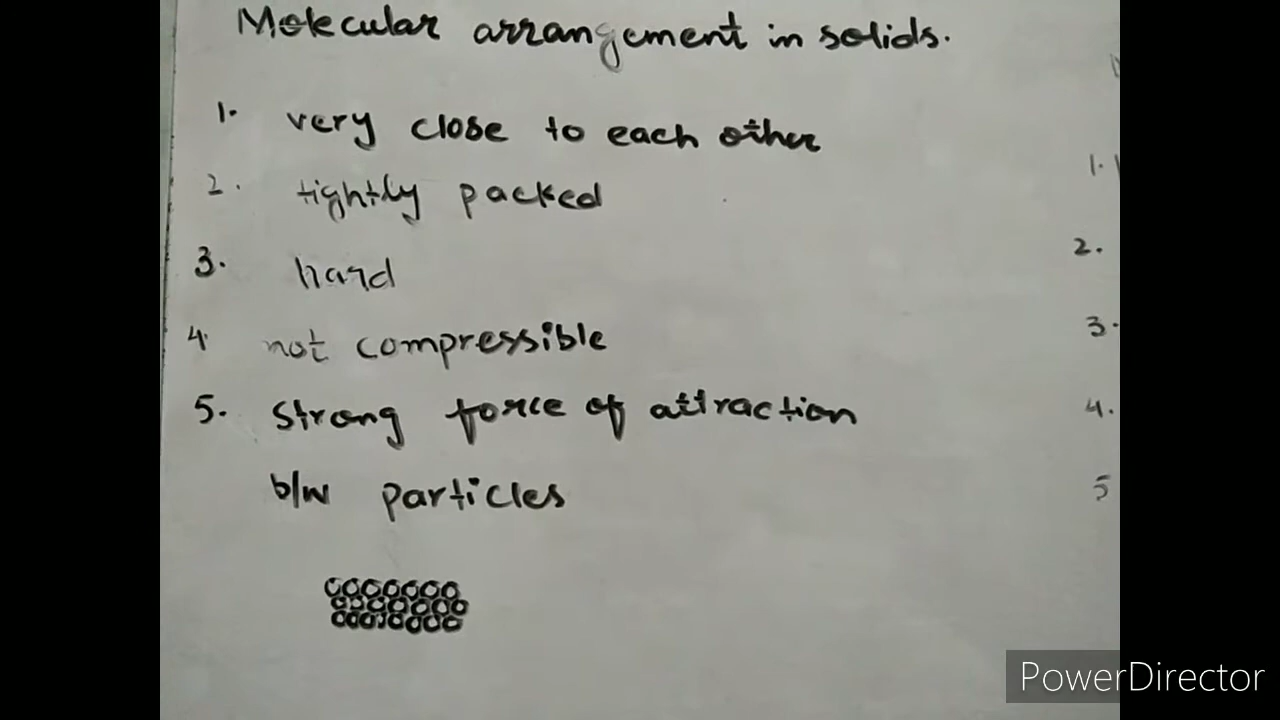 Molecular arrangement in solids.
1. very close to each other
2. tightly packed
3. hard
4. not compressible
5. strong force of attraction
b/w particles
1.
2.
3.
4.
5
PowerDirector